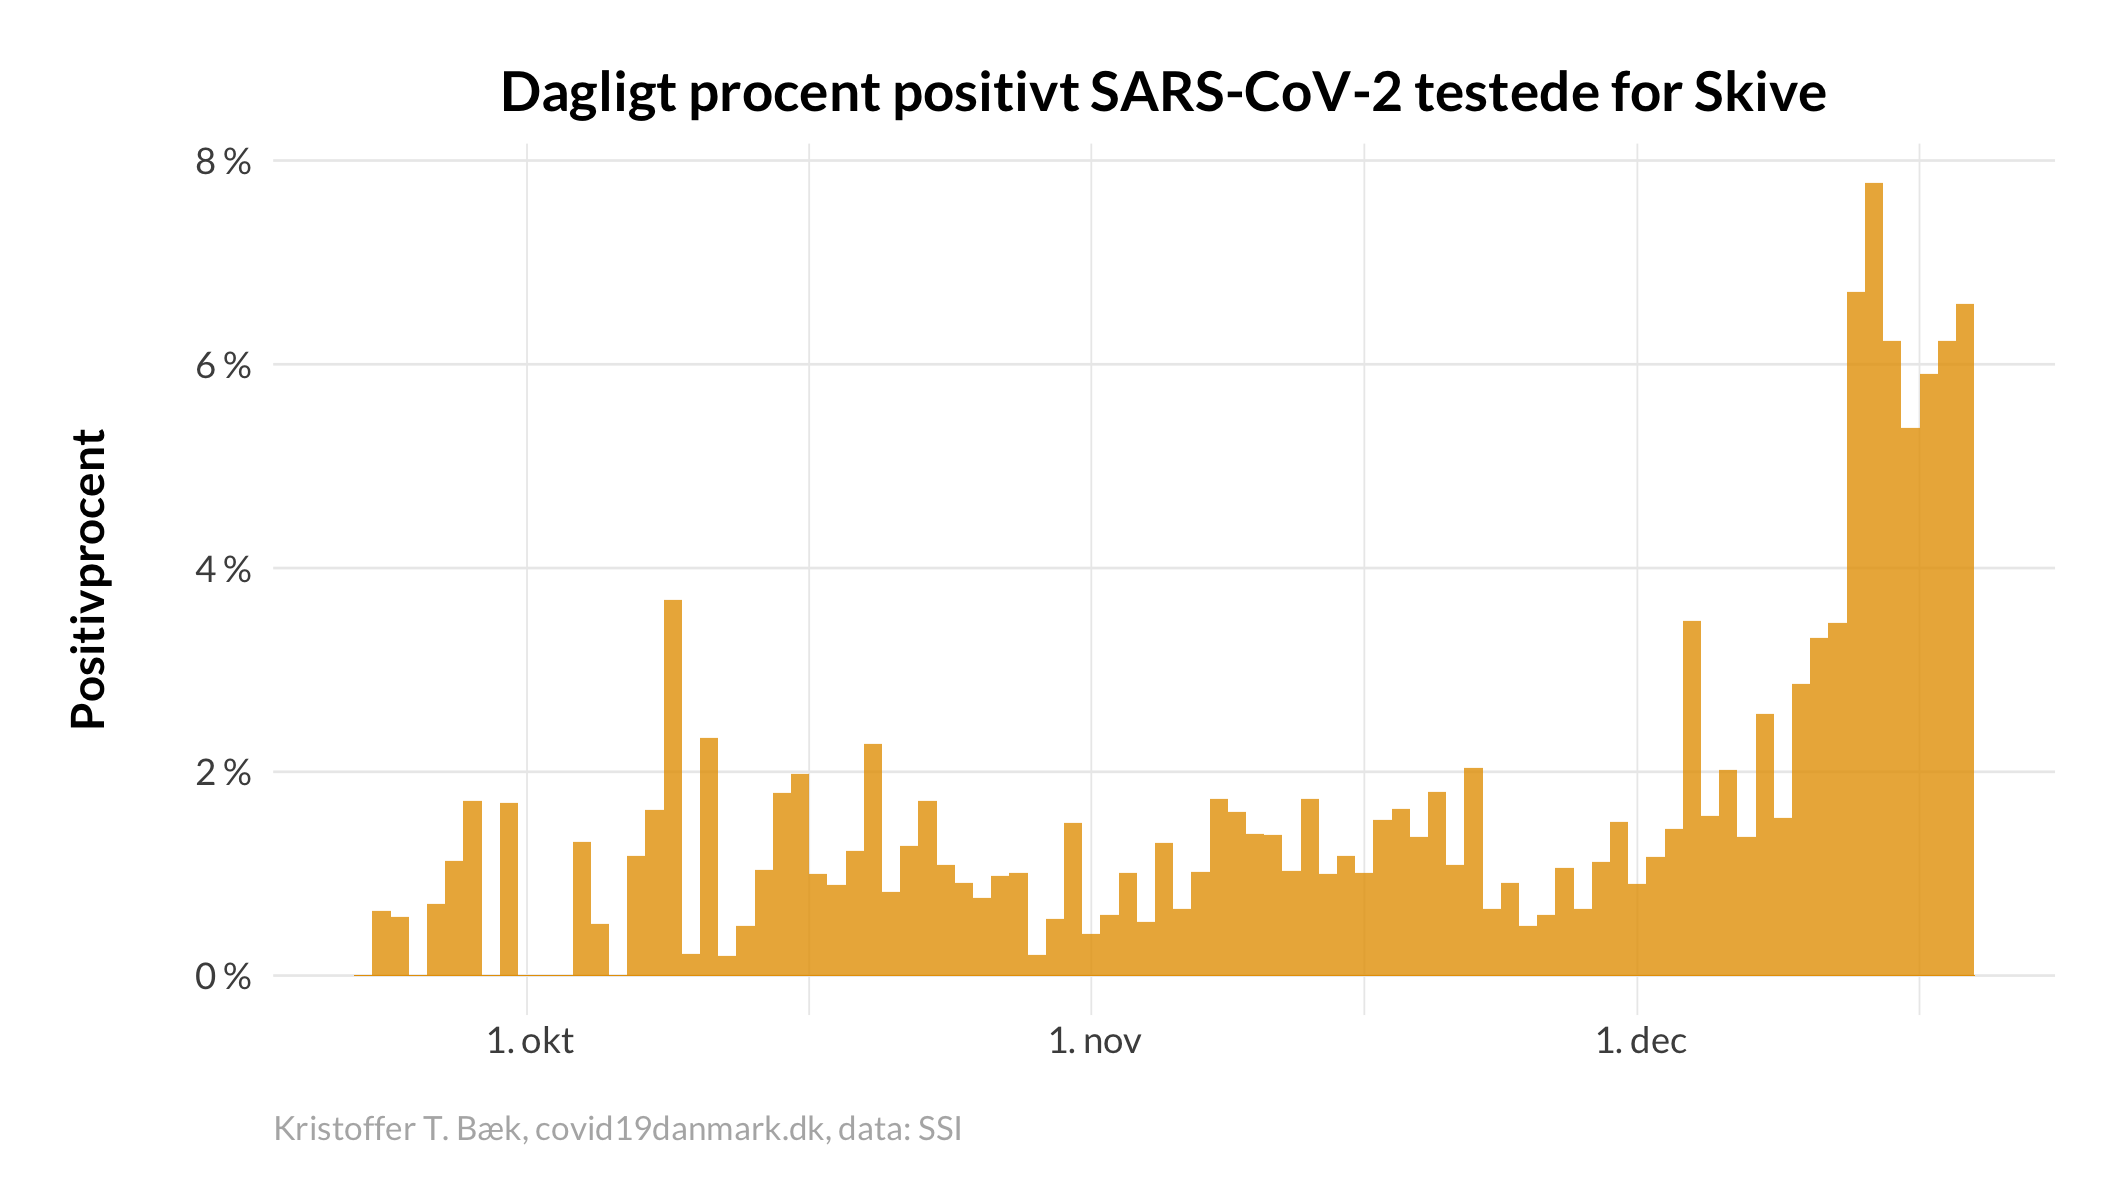 Dagligt procent positivt SARS-CoV-2 testede for Skive
8 %
6 %
4 %
2 %
0 %
Positivprocent
1. okt
1. nov
1. dec
Kristoffer T. Bæk, covid19danmark.dk, data: SSI